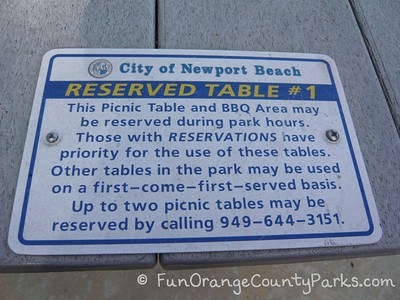 City of Newport Beach
RESERVED TABLE #1
This Picnic Table and BBQ Area may
be reserved during park hours.
Those with RESERVATIONS have
priority for the use of these tables.
Other tables in the park may be used
on a first-come-first-served basis.
Up to two picnic tables may be
reserved by calling 949-644-3151.
© FunOrangeCountyParks.com